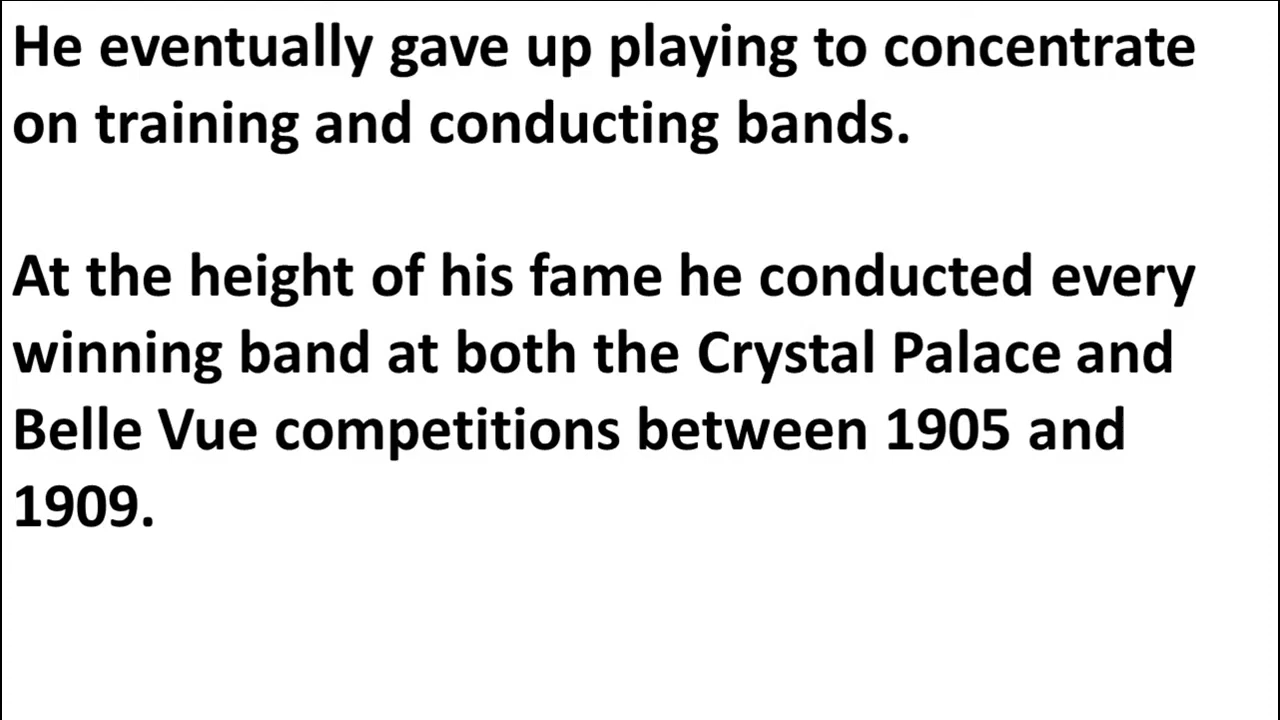 He eventually gave up playing to concentrate
on training and conducting bands.
At the height of his fame he conducted every
winning band at both the Crystal Palace and
Belle Vue competitions between 1905 and
1909.